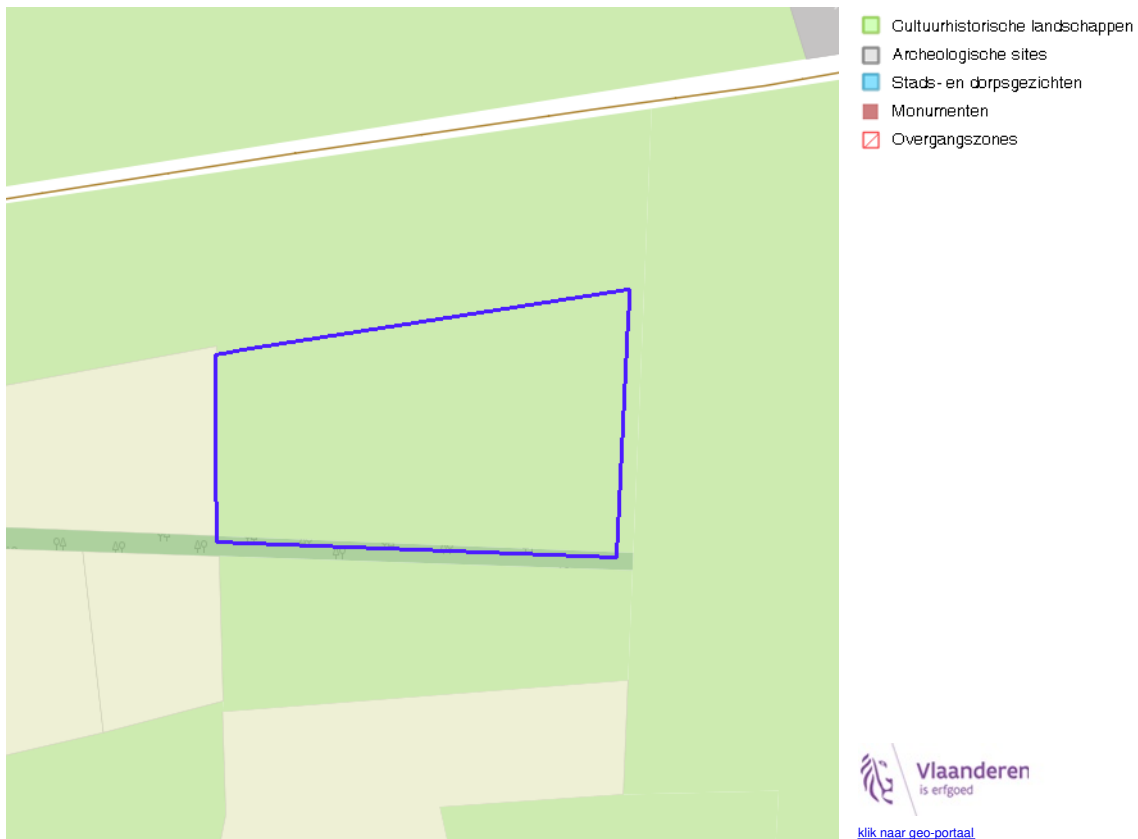 Cultuurhistorische landschappen
Archeologische sites
Stads- en dorpsgezichten
Monumenten
Overgangszones
Vlaanderen
is erfgoed
klik naar geo-portaal